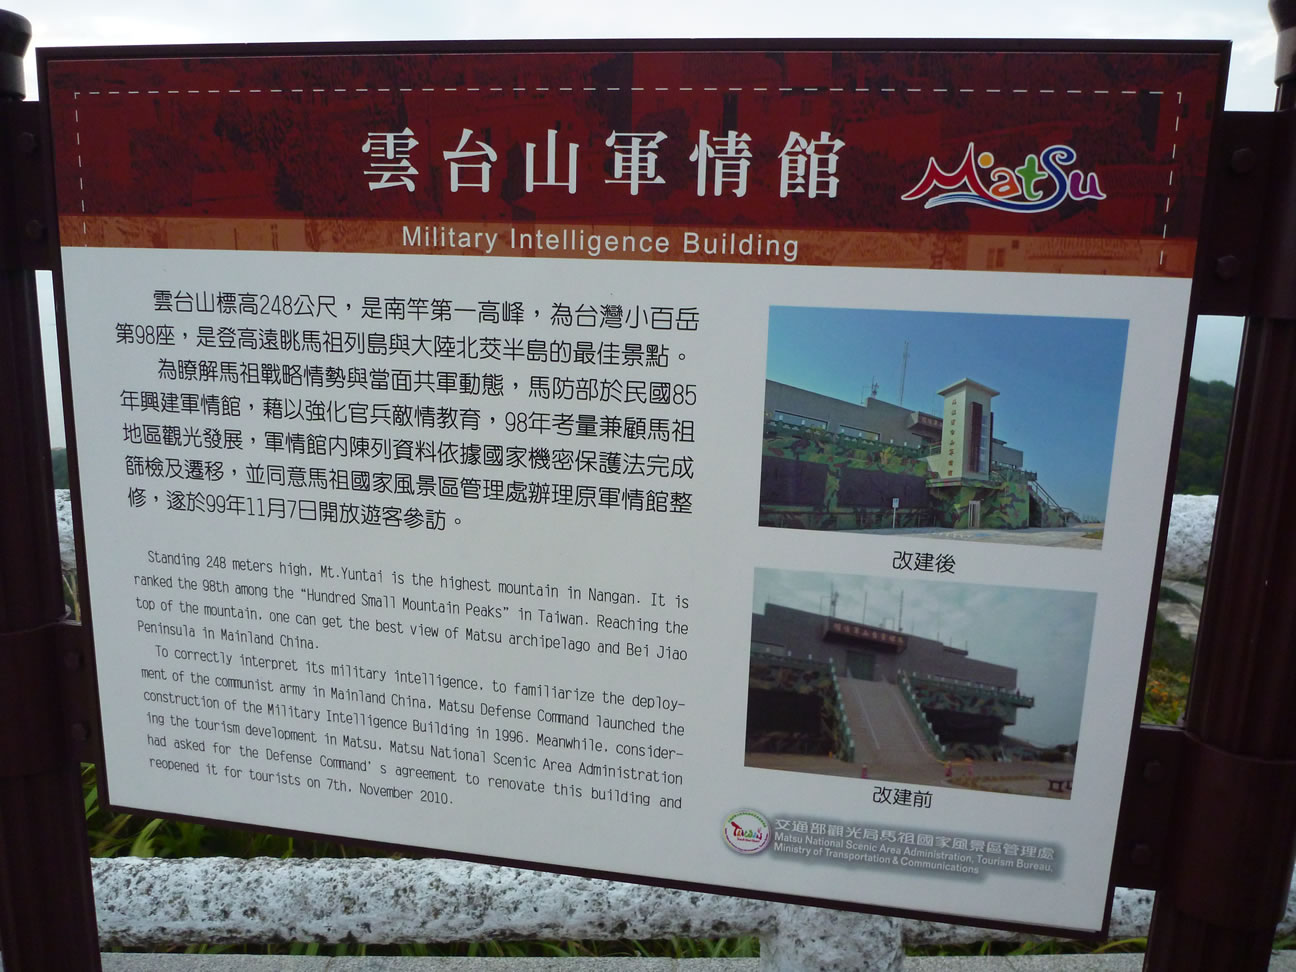 雲台山軍情館
MatSu
Military Intelligence Building
雲台山標高248公尺，是南竿第一高峰，為台灣小百岳
第98座，是登高遠眺馬祖列島與大陸北茭半島的最佳景點。
為瞭解馬祖戰略情勢與當面共軍動態，馬防部於民國85
年興建軍情館，藉以強化官兵敵情教育，98年考量兼顧馬祖
地區觀光發展，軍情館內陳列資料依據國家機密保護法完成
篩檢及遷移，並同意馬祖國家風景區管理處辦理原軍情館整
修，遂於99年11月7日開放遊客參訪。
Standing 248 meters high, Mt.Yuntai is the highest mountain in Nangan. It is
ranked the 98th among the "Hundred Small Mountain Peaks" in Taiwan. Reaching the
top of the mountain, one can get the best view of Matsu archipelago and Bei Jiao
Peninsula in Mainland China.
To correctly interpret its military intelligence, to familiarize the deploy-
ment of the communist army in Mainland China, Matsu Defense Command launched the
construction of the Military Intelligence Building in 1996. Meanwhile, consider-
ing the tourism development in Matsu, Matsu National Scenic Area Administration
had asked for the Defense Command's agreement to renovate this building and
reopened it for tourists on 7th, November 2010.
改建後
改建前
交通部觀光局馬祖國家風景區管理處
Matsu National Scenic Area Administration, Tourism Bureau,
Ministry of Transportation & Communications